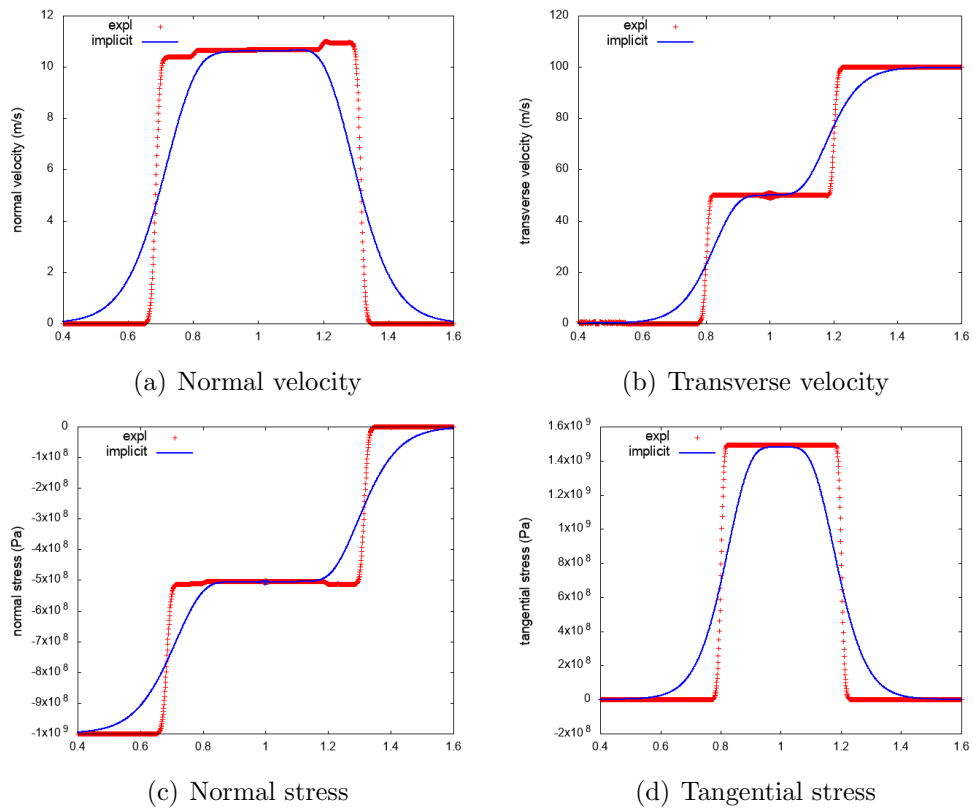 expl
implicit
normal velocity (m/s)
12
10
8
6
4
2
0
0.4 0.6 0.8 1 1.2 1.4 1.6
(a) Normal velocity
expl
implicit
transverse velocity (m/s)
120
100
80
60
40
20
0
0.4 0.6 0.8 1 1.2 1.4 1.6
(b) Transverse velocity
expl
implicit
normal stress (Pa)
0
-1x10^8
-2x10^8
-3x10^8
-4x10^8
-5x10^8
-6x10^8
-7x10^8
-8x10^8
-9x10^8
-1x10^9
0.4 0.6 0.8 1 1.2 1.4 1.6
(c) Normal stress
expl
implicit
tangential stress (Pa)
1.6x10^9
1.4x10^9
1.2x10^9
1x10^9
8x10^8
6x10^8
4x10^8
2x10^8
0
-2x10^8
0.4 0.6 0.8 1 1.2 1.4 1.6
(d) Tangential stress